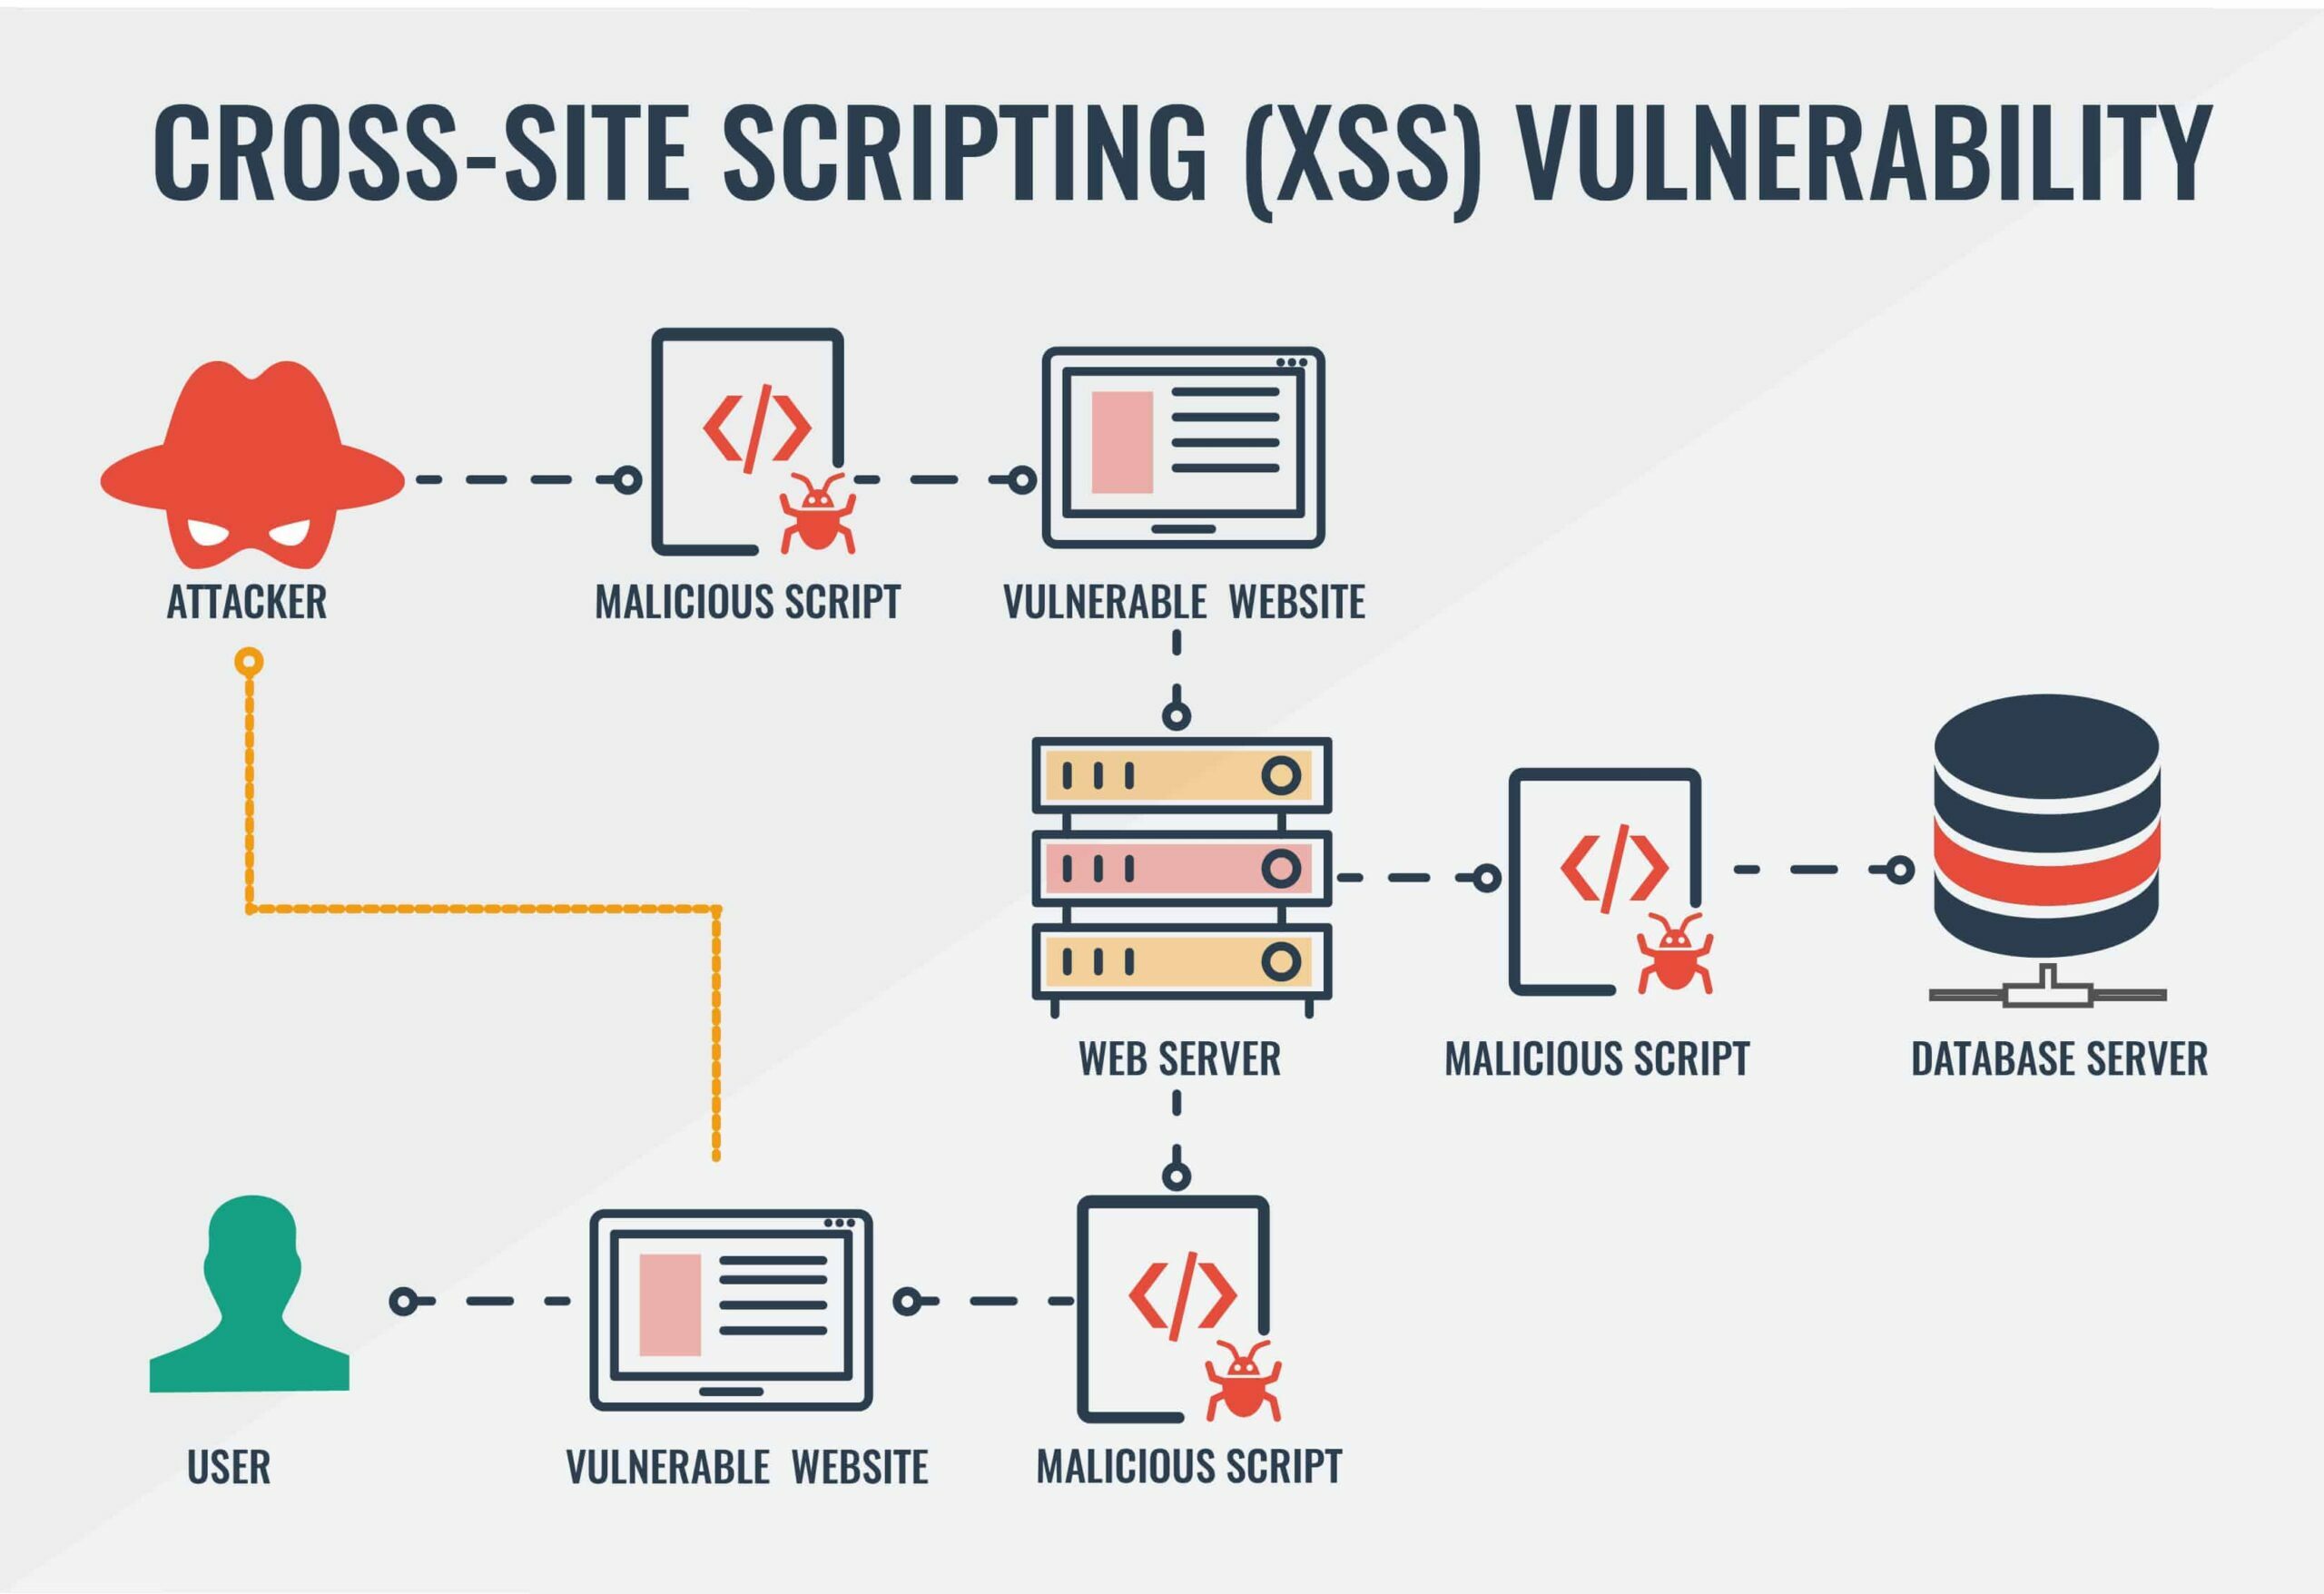 CROSS-SITE SCRIPTING (XSS) VULNERABILITY
ATTACKER
MALICIOUS SCRIPT
VULNERABLE WEBSITE
WEB SERVER
MALICIOUS SCRIPT
DATABASE SERVER
USER
VULNERABLE WEBSITE
MALICIOUS SCRIPT